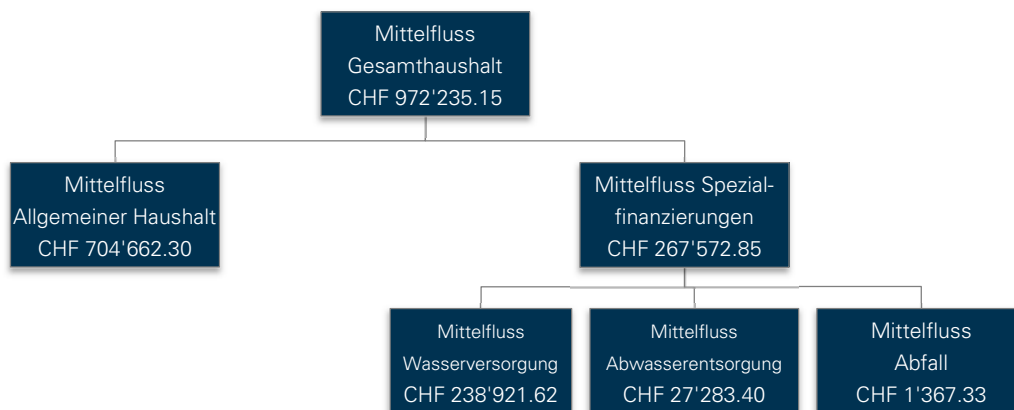 Mittelfluss
Gesamthaushalt
CHF 972'235.15
Mittelfluss
Allgemeiner Haushalt
CHF 704'662.30
Mittelfluss Spezial-
finanzierungen
CHF 267'572.85
Mittelfluss
Wasserversorgung
CHF 238'921.62
Mittelfluss
Abwasserentsorgung
CHF 27'283.40
Mittelfluss
Abfall
CHF 1'367.33